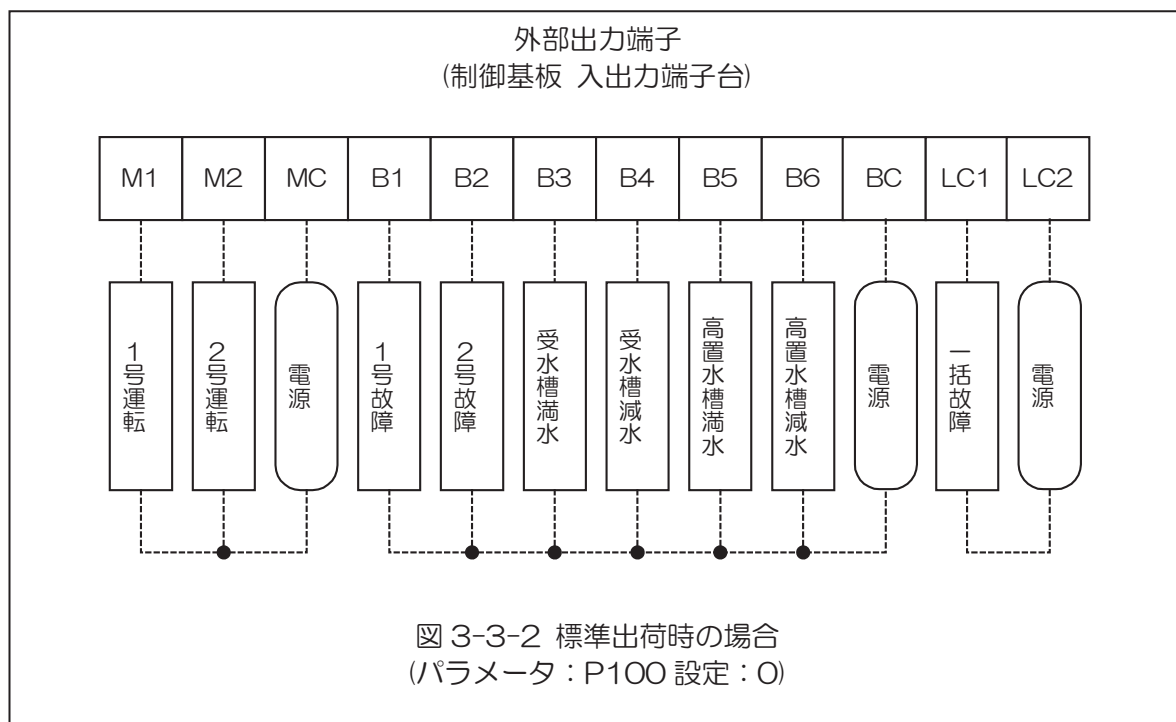 外部出力端子
(制御基板 入出力端子台)
M1 M2 MC B1 B2 B3 B4 B5 B6 BC LC1 LC2
1号運転
2号運転
電源
1号故障
2号故障
受水槽満水
受水槽減水
高置水槽満水
高置水槽減水
電源
一括故障
電源
図 3-3-2 標準出荷時の場合
(パラメータ：P100 設定：0)